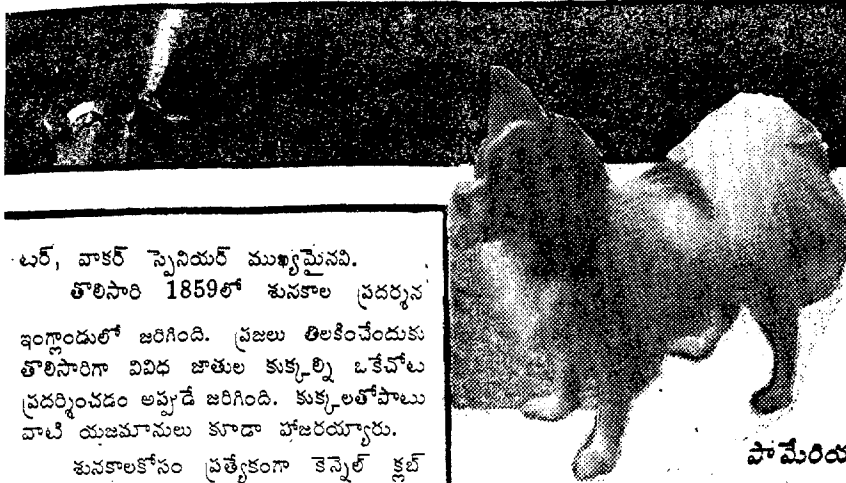 టర్, వాకర్ స్పెనియర్ ముఖ్యమైనవి.
తొలిసారి 1859లో శునకాల ప్రదర్శన
ఇంగ్లాండులో జరిగింది. ప్రజలు తిలకించేందుకు
తొలిసారిగా వివిధ జాతుల కుక్కల్ని ఒకేచోట
ప్రదర్శించడం అప్పుడే జరిగింది. కుక్కలతోపాటు
వాటి యజమానులు కూడా హాజరయ్యారు.
శునకాలకోసం ప్రత్యేకంగా కెన్నెల్ క్లబ్
పామేరియ